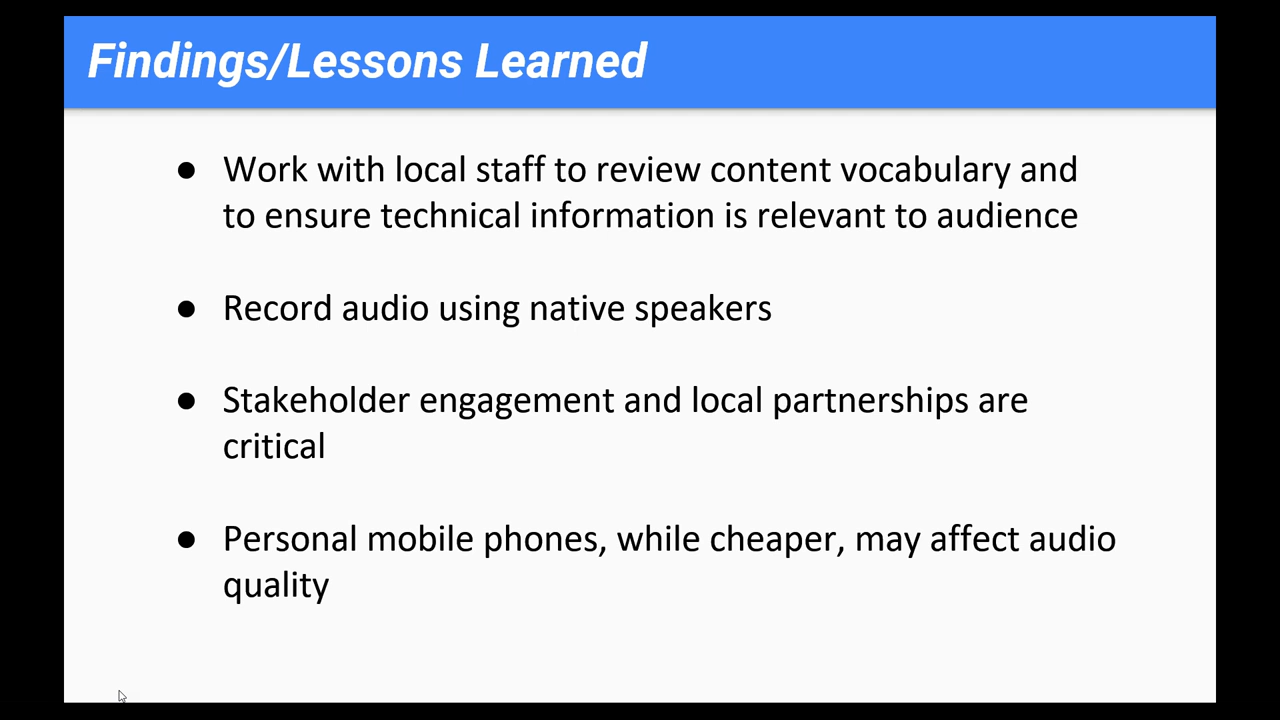 Findings/Lessons Learned
● Work with local staff to review content vocabulary and
to ensure technical information is relevant to audience
● Record audio using native speakers
● Stakeholder engagement and local partnerships are
critical
● Personal mobile phones, while cheaper, may affect audio
quality